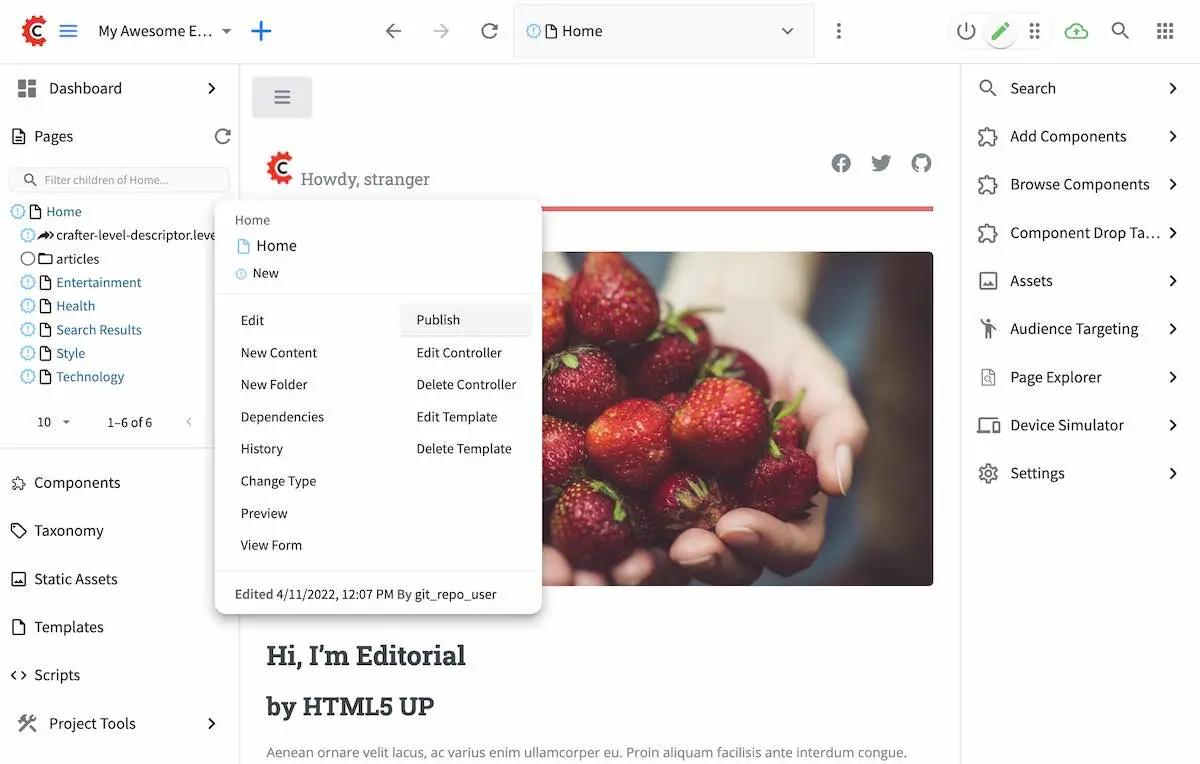 My Awesome E...
Home
Dashboard
Pages
Filter children of Home...
Home
crafter-level-descriptor.leve
articles
Entertainment
Health
Search Results
Style
Technology
10
1–6 of 6
Components
Taxonomy
Static Assets
Templates
Scripts
Project Tools
Howdy, stranger
Home
Home
New
Edit
Publish
New Content
Edit Controller
New Folder
Delete Controller
Dependencies
Edit Template
History
Delete Template
Change Type
Preview
View Form
Edited 4/11/2022, 12:07 PM By git_repo_user
Hi, I’m Editorial
by HTML5 UP
Aenean ornare velit lacus, ac varius enim ullamcorper eu. Proin aliquam facilisis ante interdum congue.
Search
Add Components
Browse Components
Component Drop Ta...
Assets
Audience Targeting
Page Explorer
Device Simulator
Settings